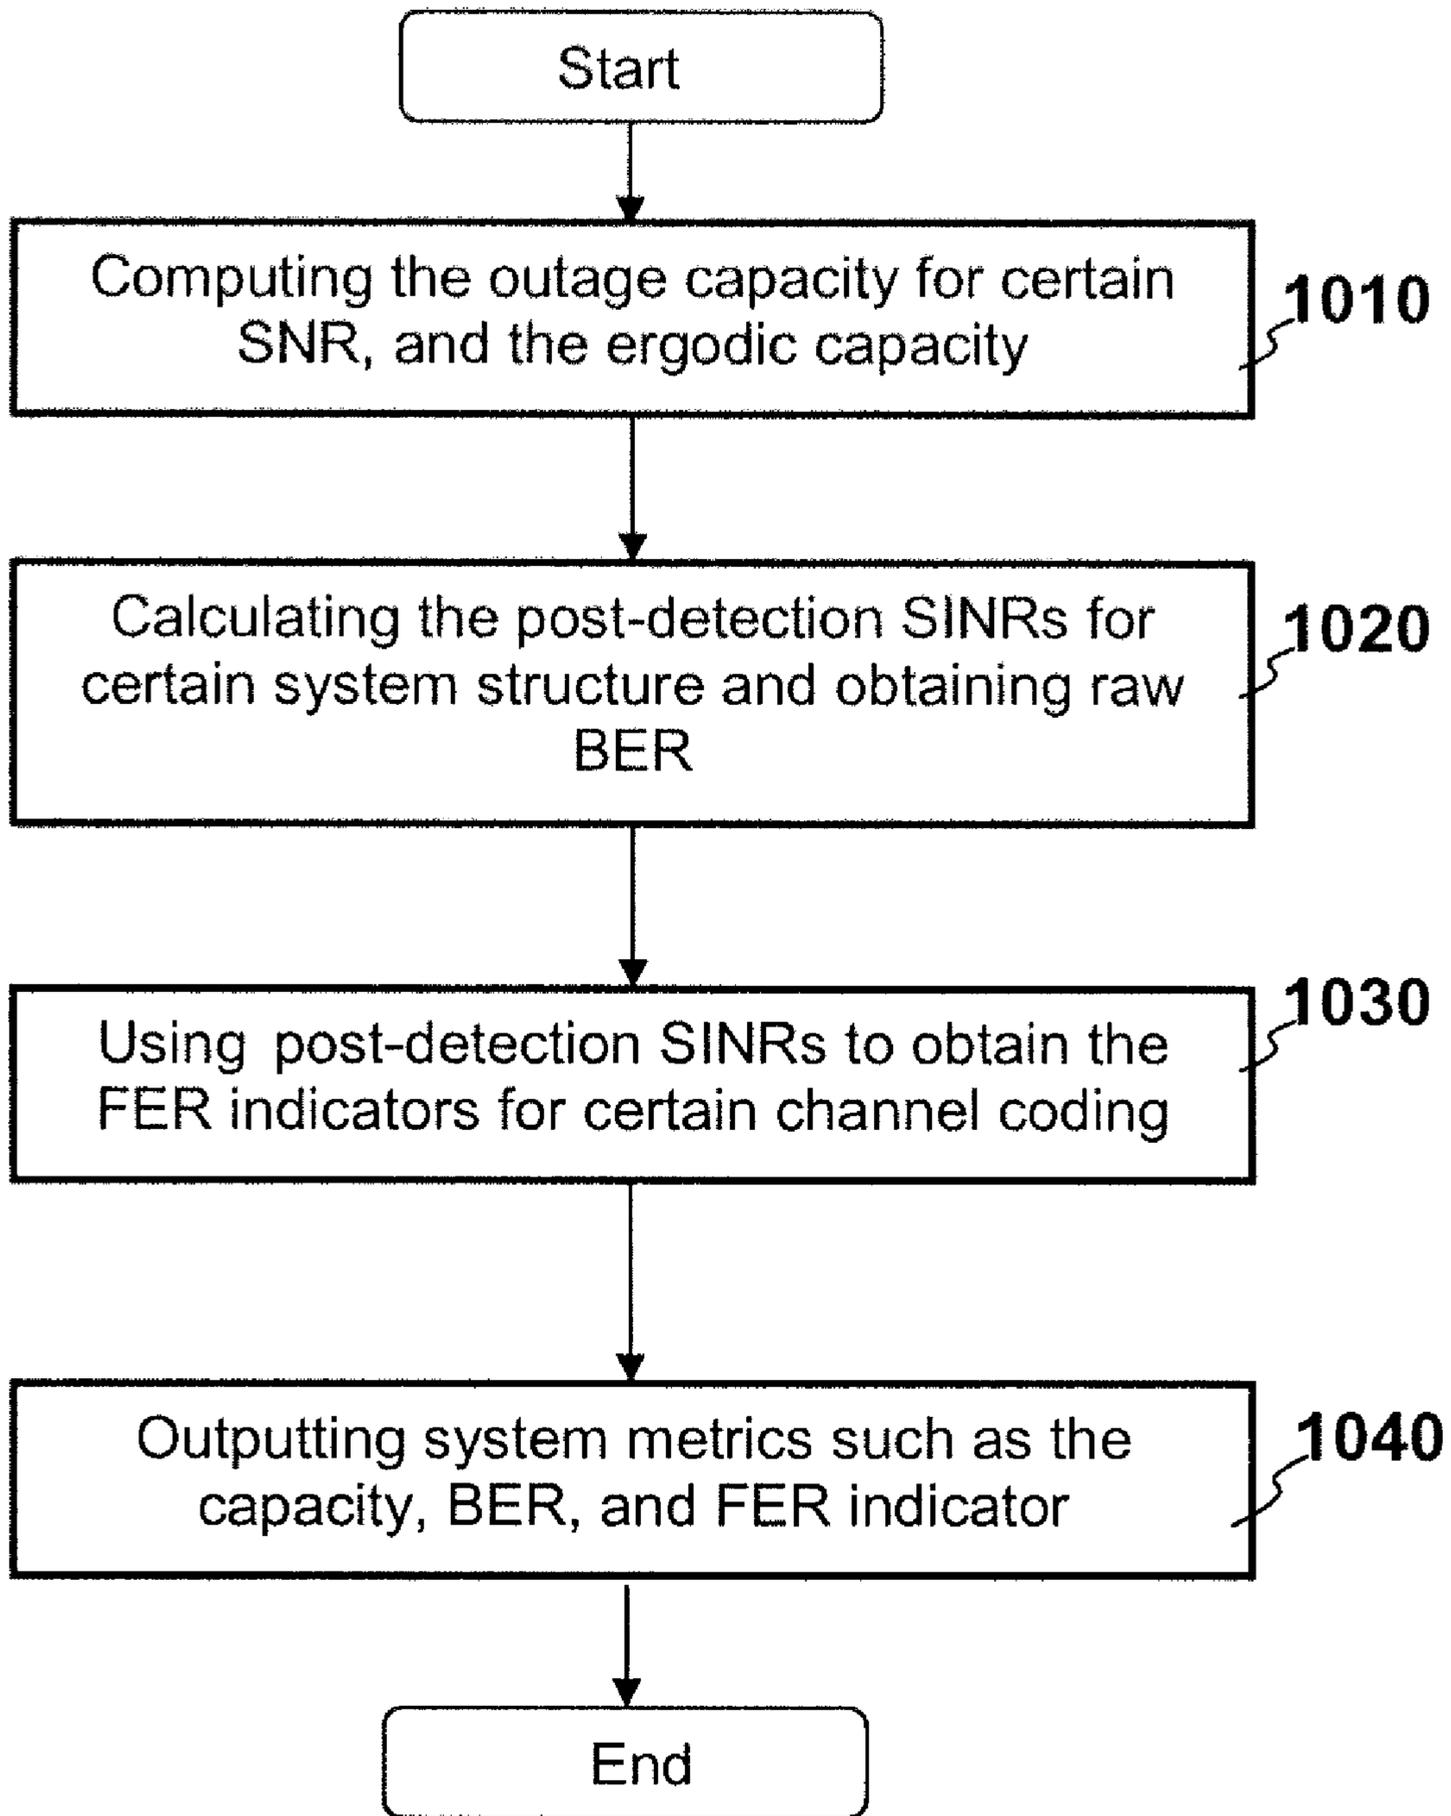 Start
Computing the outage capacity for certain
SNR, and the ergodic capacity
1010
Calculating the post-detection SINRs for
certain system structure and obtaining raw
BER
1020
Using post-detection SINRs to obtain the
FER indicators for certain channel coding
1030
Outputting system metrics such as the
capacity, BER, and FER indicator
1040
End